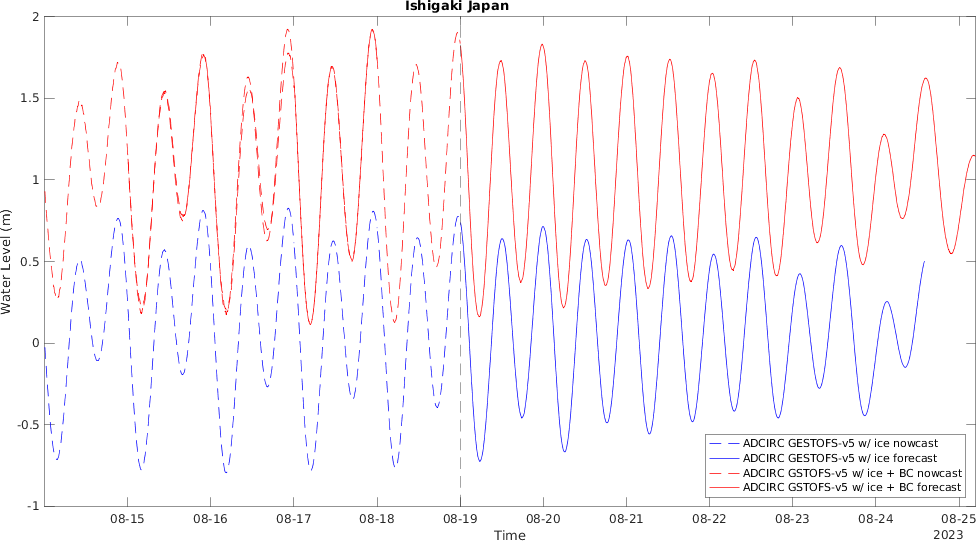 Ishigaki Japan
2
1.5
1
0.5
0
-0.5
-1
Water Level (m)
ADCIRC GESTOFS-v5 w/ ice nowcast
ADCIRC GESTOFS-v5 w/ ice forecast
ADCIRC GSTOFS-v5 w/ ice + BC nowcast
ADCIRC GSTOFS-v5 w/ ice + BC forecast
08-15 08-16 08-17 08-18 08-19 08-20 08-21 08-22 08-23 08-24 08-25
Time
2023